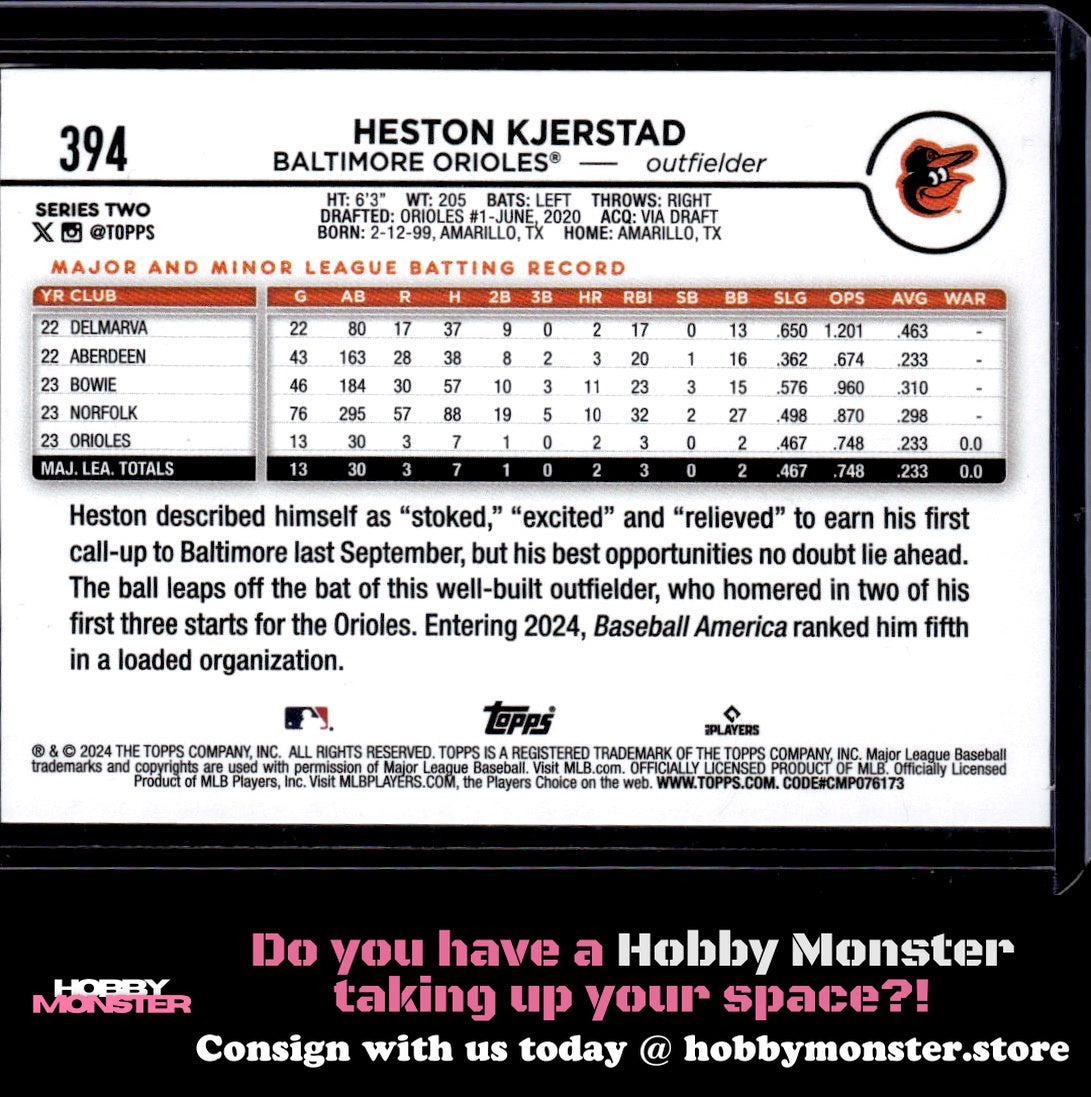 394
HESTON KJERSTAD
BALTIMORE ORIOLES® — outfielder
SERIES TWO
X @TOPPS
HT: 6'3" WT: 205 BATS: LEFT THROWS: RIGHT
DRAFTED: ORIOLES #1-JUNE, 2020 ACQ: VIA DRAFT
BORN: 2-12-99, AMARILLO, TX HOME: AMARILLO, TX
MAJOR AND MINOR LEAGUE BATTING RECORD
YR CLUB G AB R H 2B 3B HR RBI SB BB SLG OPS AVG WAR
22 DELMARVA 22 80 17 37 9 0 2 17 0 13 .650 1.201 .463 -
22 ABERDEEN 43 163 28 38 8 2 3 20 1 16 .362 .674 .233 -
23 BOWIE 46 184 30 57 10 3 11 23 3 15 .576 .960 .310 -
23 NORFOLK 76 295 57 88 19 5 10 32 2 27 .498 .870 .298 -
23 ORIOLES 13 30 3 7 1 0 2 3 0 2 .467 .748 .233 0.0
MAJ. LEA. TOTALS 13 30 3 7 1 0 2 3 0 2 .467 .748 .233 0.0
Heston described himself as “stoked,” “excited” and “relieved” to earn his first
call-up to Baltimore last September, but his best opportunities no doubt lie ahead.
The ball leaps off the bat of this well-built outfielder, who homered in two of his
first three starts for the Orioles. Entering 2024, Baseball America ranked him fifth
in a loaded organization.
Topps
PLAYERS
® & © 2024 THE TOPPS COMPANY, INC. ALL RIGHTS RESERVED. TOPPS IS A REGISTERED TRADEMARK OF THE TOPPS COMPANY, INC. Major League Baseball
trademarks and copyrights are used with permission of Major League Baseball. Visit MLB.com. OFFICIALLY LICENSED PRODUCT OF MLB. Officially Licensed
Product of MLB Players, Inc. Visit MLBPLAYERS.COM, the Players Choice on the web. WWW.TOPPS.COM. CODE#CMP076173
Do you have a Hobby Monster
taking up your space?!
HOBBY
MONSTER
Consign with us today @ hobbymonster.store